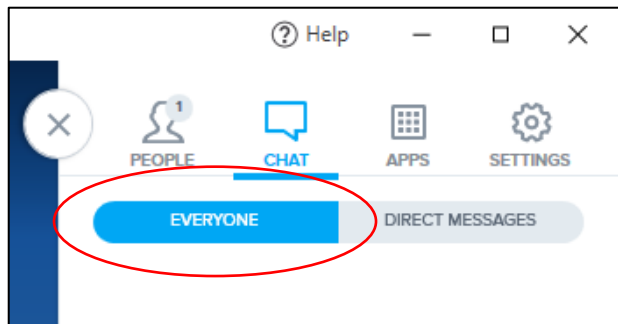 ? Help
1
PEOPLE CHAT APPS SETTINGS
EVERYONE DIRECT MESSAGES